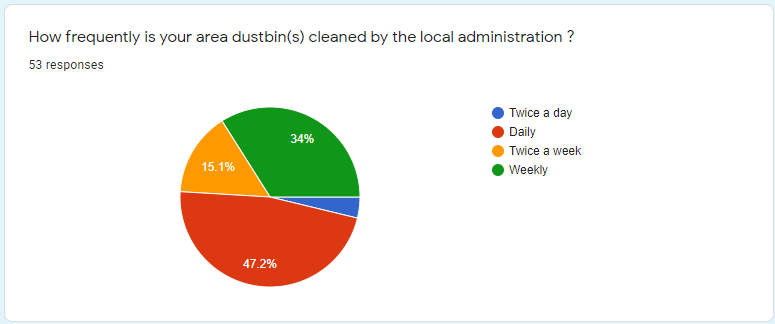 How frequently is your area dustbin(s) cleaned by the local administration ?
53 responses
34%
15.1%
47.2%
Twice a day
Daily
Twice a week
Weekly